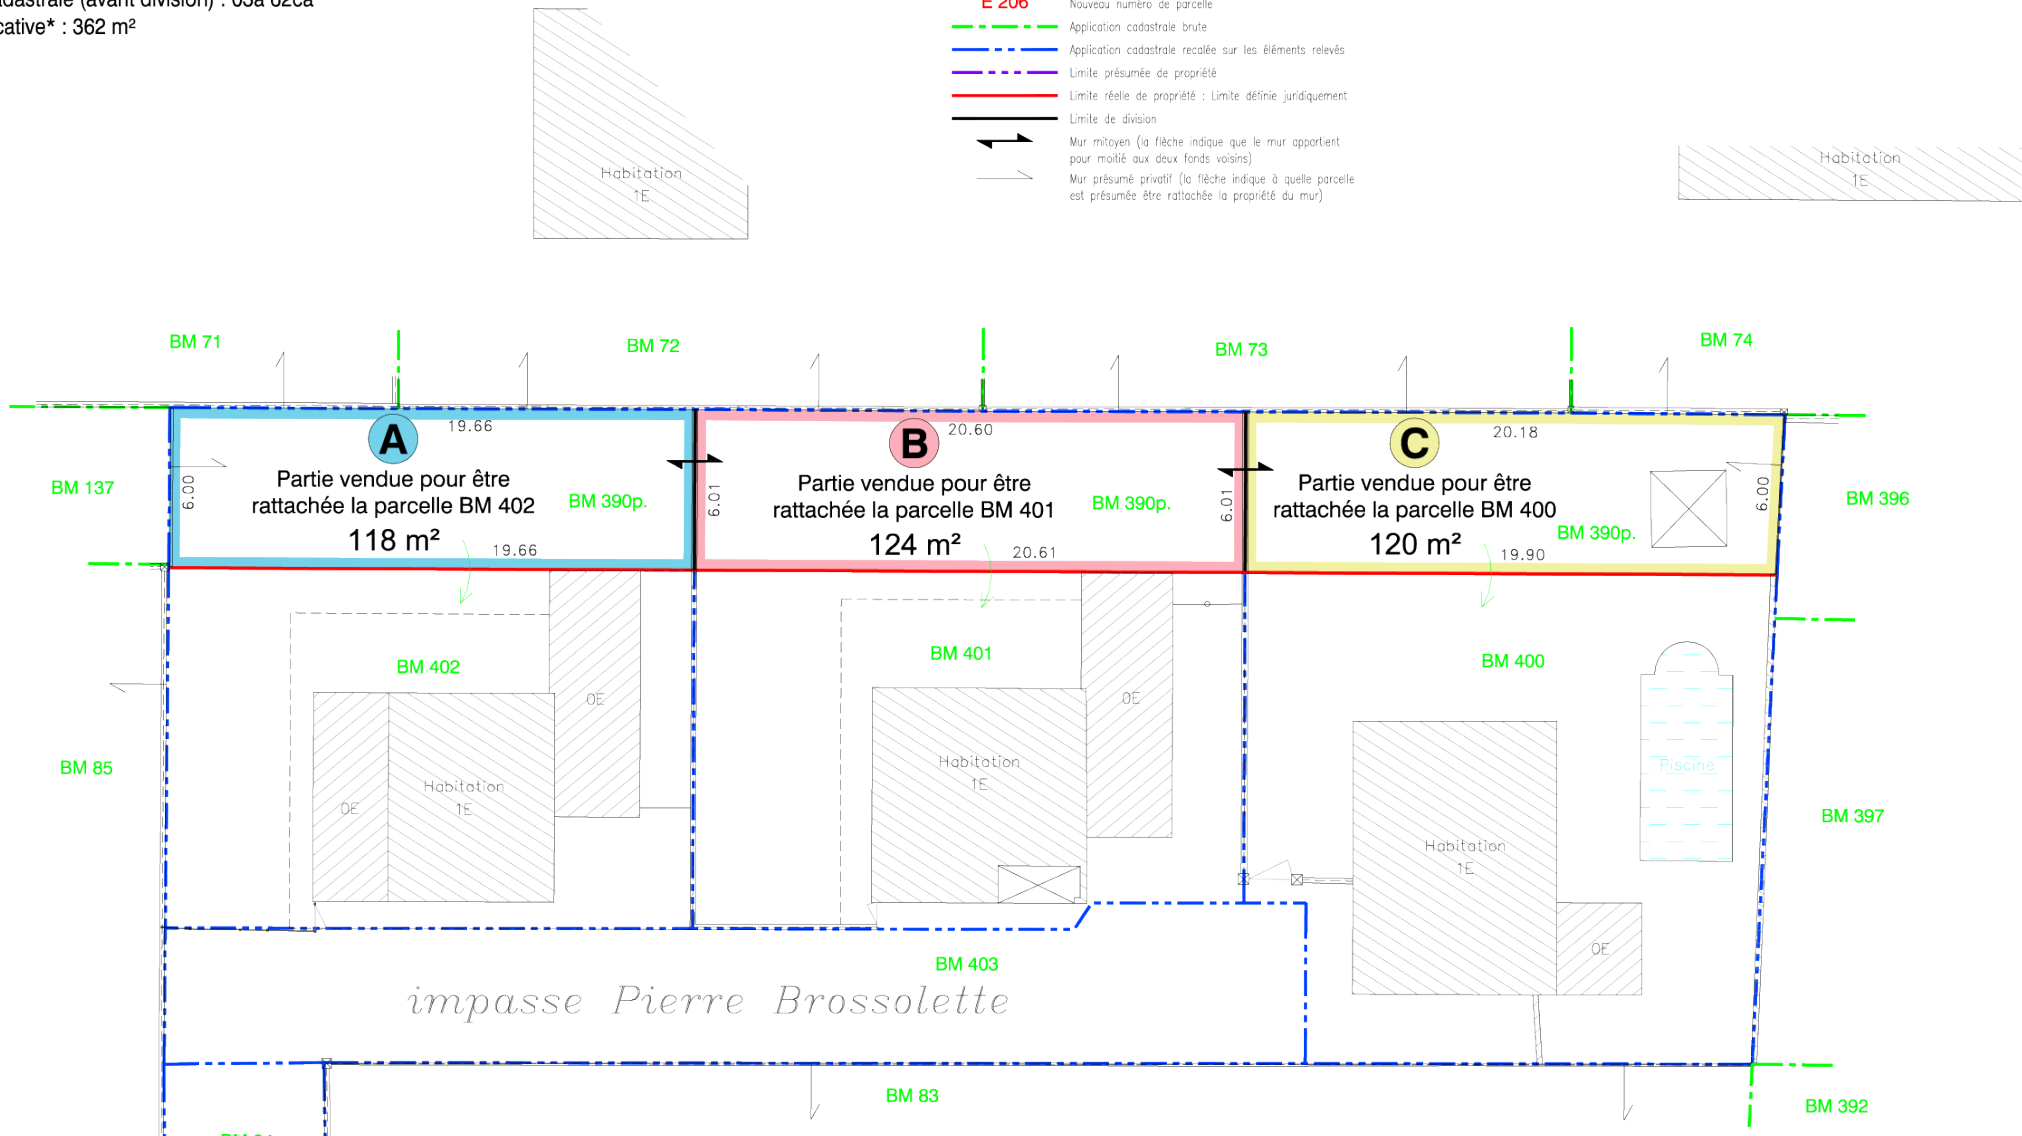 cadastrale (avant division) : 03a 62ca
cative* : 362 m²
E 206
Nouveau numéro de parcelle
Application cadastrale brute
Application cadastrale recalée sur les éléments relevés
Limite présumée de propriété
Limite réelle de propriété : Limite définie juridiquement
Limite de division
Mur mitoyen (la flèche indique que le mur appartient
pour moitié aux deux fonds voisins)
Mur présumé privatif (la flèche indique à quelle parcelle
est présumée être rattachée la propriété du mur)
Habitation
1E
Habitation
1E
BM 71
BM 72
BM 73
BM 74
BM 137
A
19.66
Partie vendue pour être
rattachée la parcelle BM 402
118 m²
BM 390p.
6.00
19.66
B
20.60
Partie vendue pour être
rattachée la parcelle BM 401
124 m²
BM 390p.
6.01
20.61
C
20.18
Partie vendue pour être
rattachée la parcelle BM 400
120 m²
BM 390p.
6.01
6.00
19.90
BM 396
BM 402
BM 401
BM 400
OE
OE
BM 85
OE
Habitation
1E
Habitation
1E
Habitation
1E
Piscine
BM 397
OE
BM 403
impasse Pierre Brossolette
BM 83
BM 392